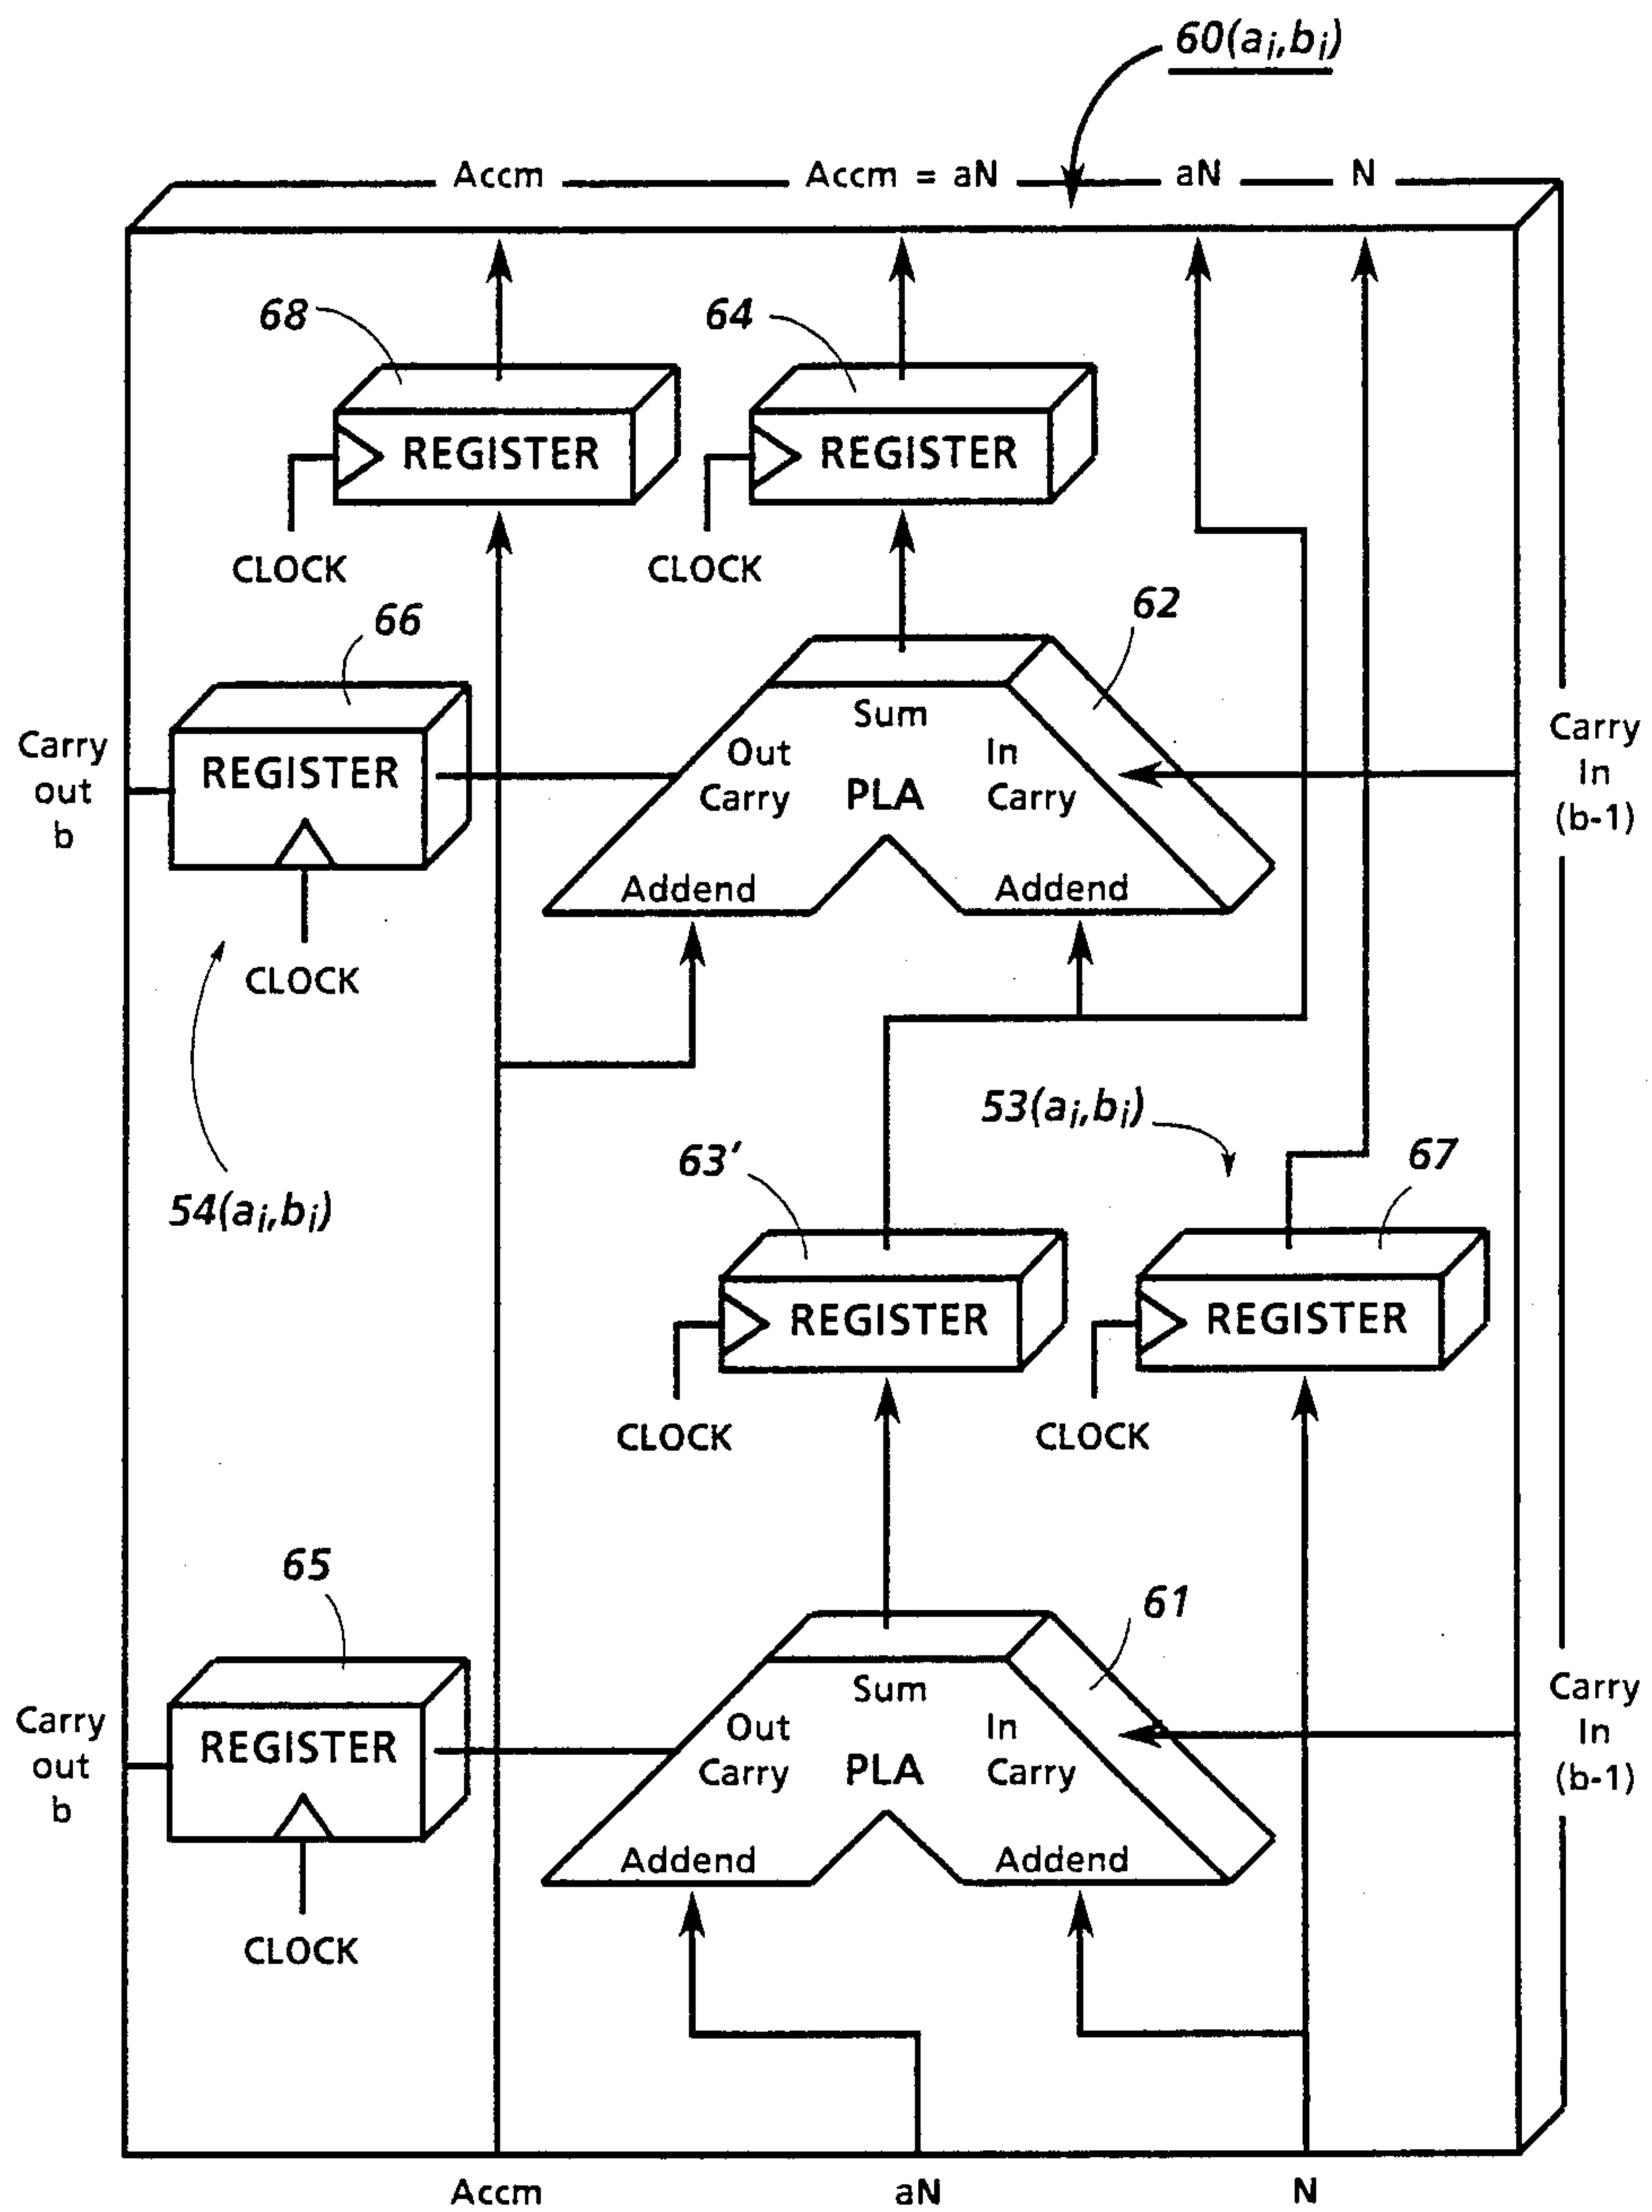 60(ai,bi)
Accm
Accm = aN
aN
N
68
64
REGISTER
REGISTER
CLOCK
CLOCK
66
62
Carry
out
b
REGISTER
CLOCK
Sum
Out
Carry
PLA
In
Carry
Addend
Addend
Carry
In
(b-1)
54(ai,bi)
53(ai,bi)
63'
67
REGISTER
REGISTER
CLOCK
CLOCK
65
61
Carry
out
b
REGISTER
CLOCK
Sum
Out
Carry
PLA
In
Carry
Addend
Addend
Carry
In
(b-1)
Accm
aN
N